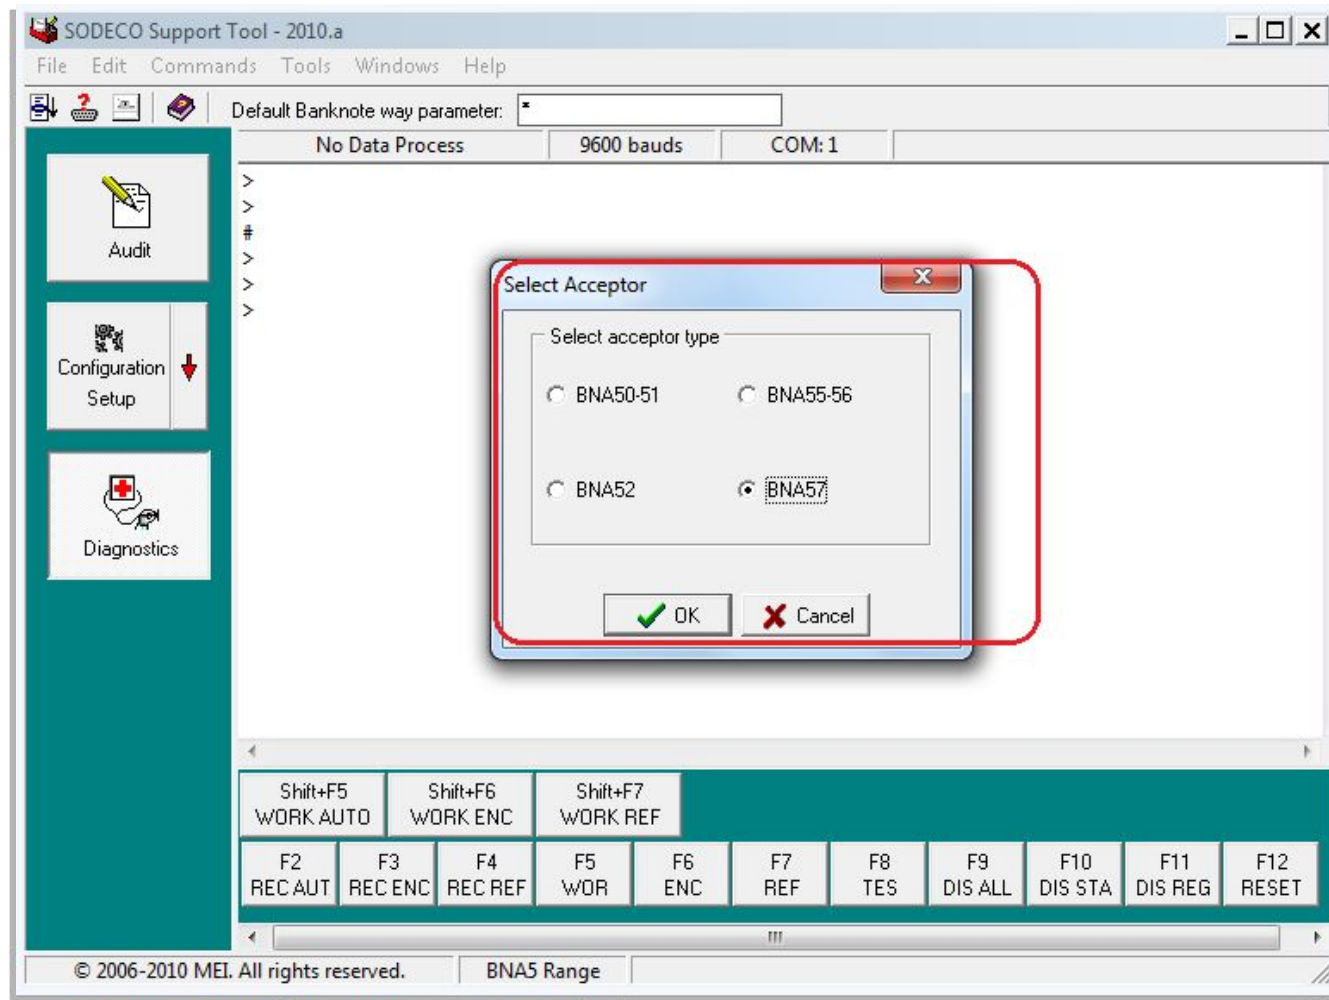 SODECO Support Tool - 2010.a
File Edit Commands Tools Windows Help
Default Banknote way parameter: *
No Data Process 9600 bauds COM: 1
>
>
#
>
>
>
Audit
Configuration
Setup
Diagnostics
Select Acceptor
Select acceptor type
BNA50-51 BNA55-56
BNA52 BNA57
OK Cancel
Shift+F5 Shift+F6 Shift+F7
WORK AUTO WORK ENC WORK REF
F2 F3 F4 F5 F6 F7 F8 F9 F10 F11 F12
REC AUT REC ENC REC REF WOR ENC REF TES DIS ALL DIS STA DIS REG RESET
© 2006-2010 MEI. All rights reserved. BNA5 Range